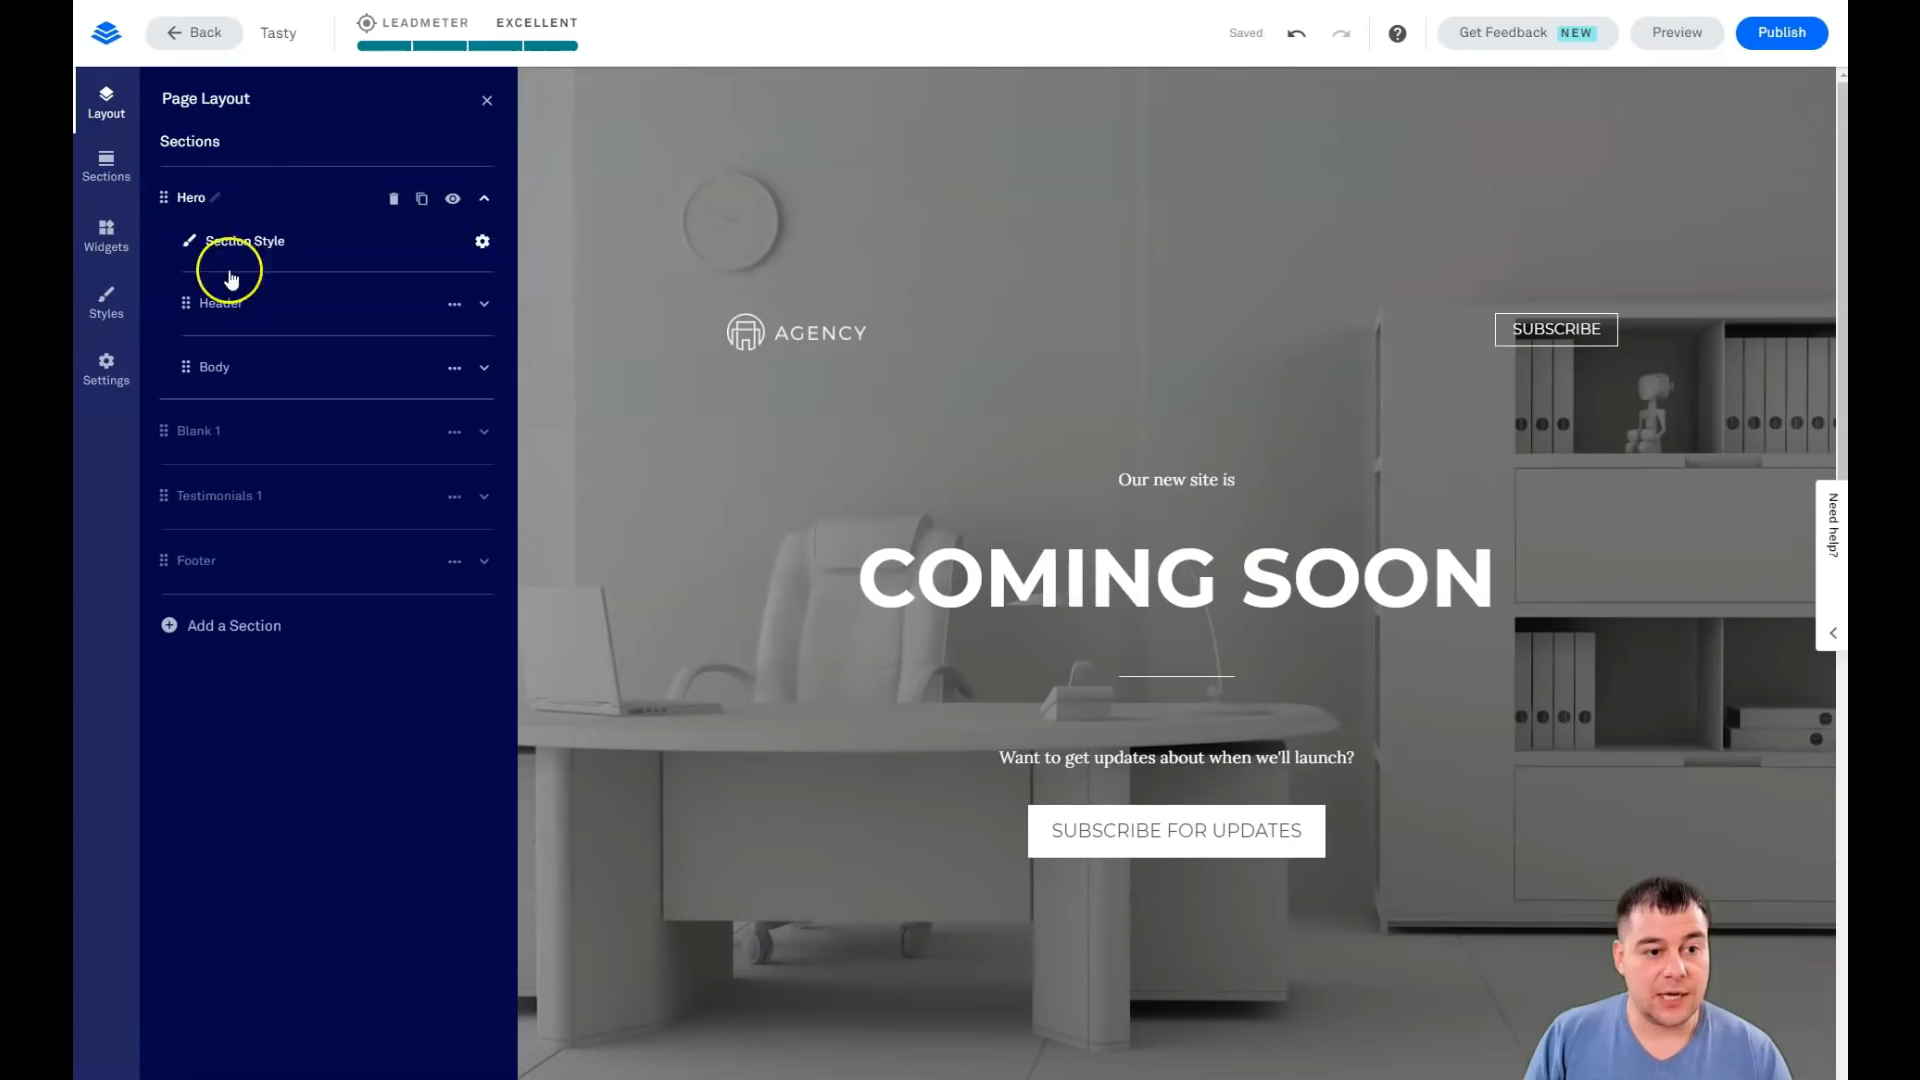 Back
Tasty
LEADMETER EXCELLENT
Saved
Get Feedback NEW
Preview
Publish
Layout
Sections
Widgets
Styles
Settings
Page Layout
Sections
Hero
Section Style
Header
Body
Blank 1
Testimonials 1
Footer
Add a Section
AGENCY
SUBSCRIBE
Our new site is
COMING SOON
Want to get updates about when we'll launch?
SUBSCRIBE FOR UPDATES
Need help?